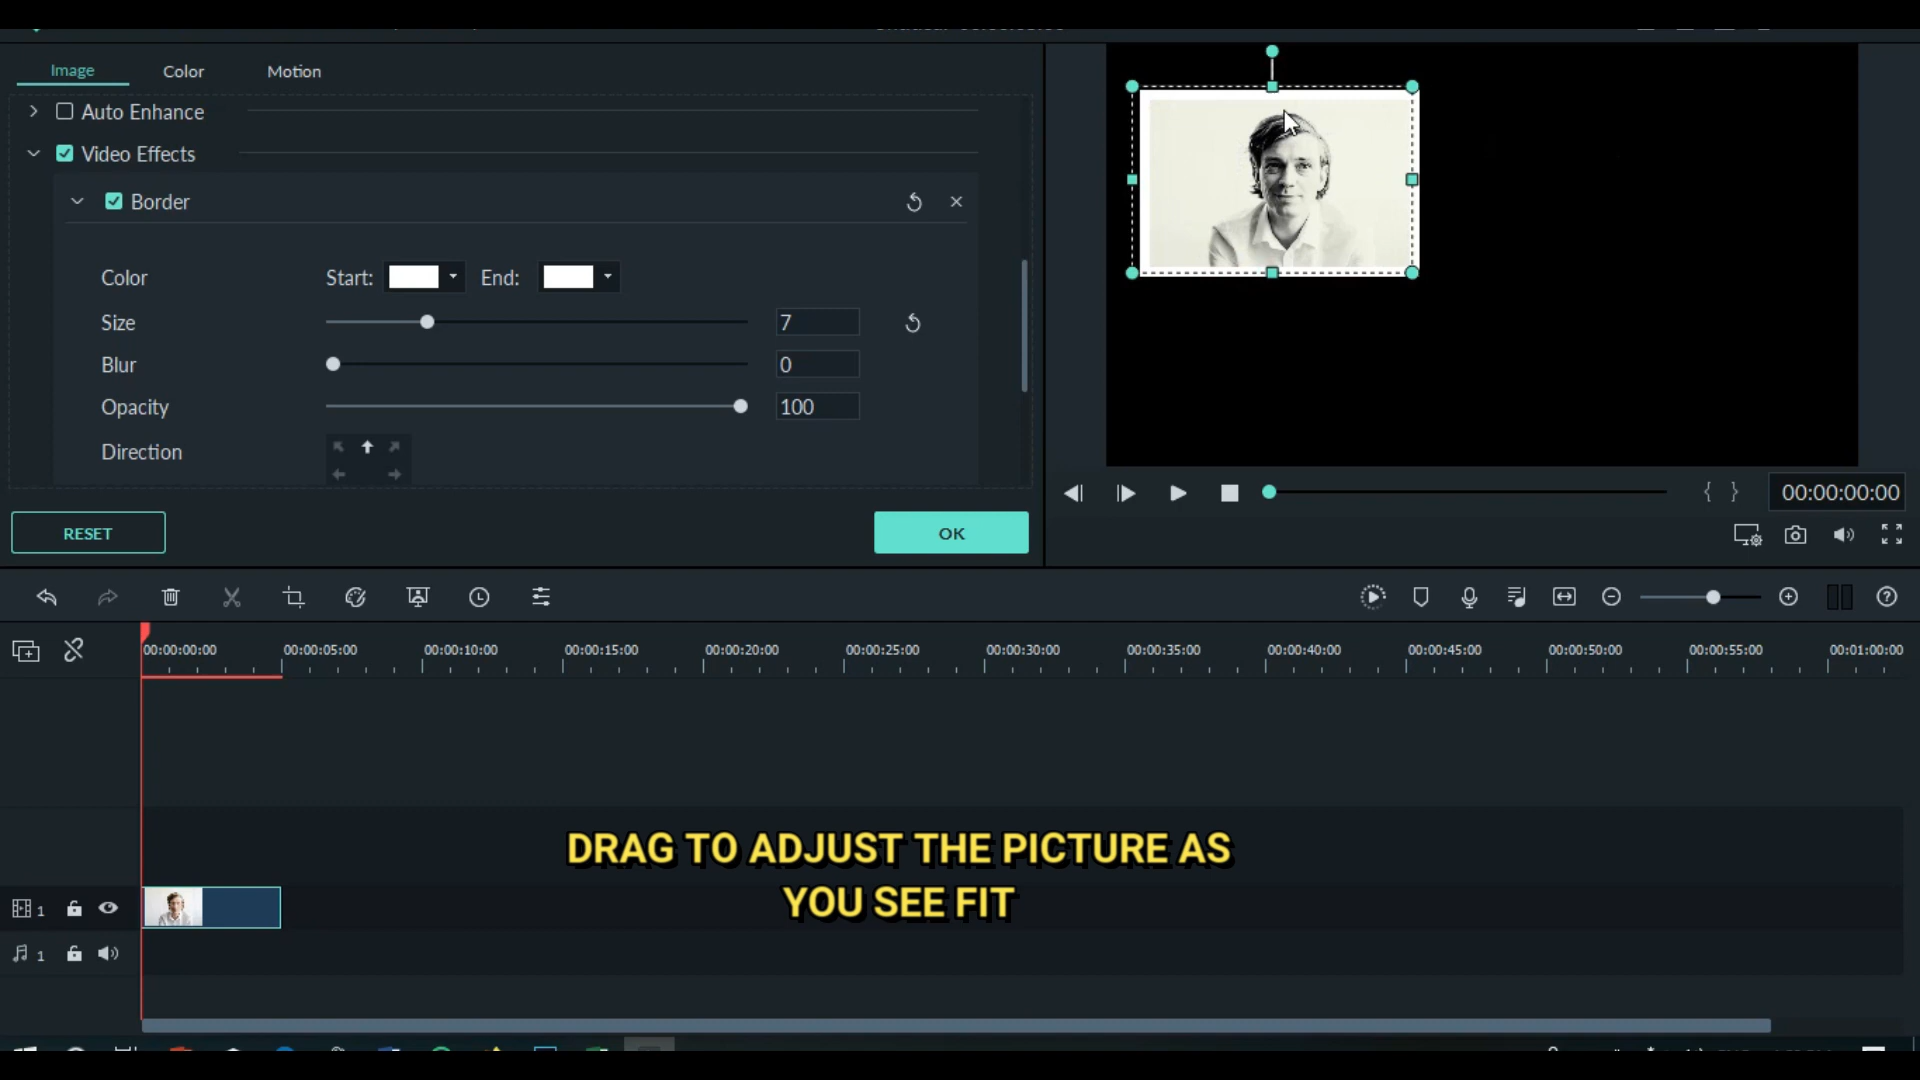 Image
Color
Motion
Auto Enhance
Video Effects
Border
Color
Start:
End:
Size
7
Blur
0
Opacity
100
Direction
RESET
OK
{ }
00:00:00:00
00:00:00:00
00:00:05:00
00:00:10:00
00:00:15:00
00:00:20:00
00:00:25:00
00:00:30:00
00:00:35:00
00:00:40:00
00:00:45:00
00:00:50:00
00:00:55:00
00:01:00:00
DRAG TO ADJUST THE PICTURE AS
YOU SEE FIT
1
1